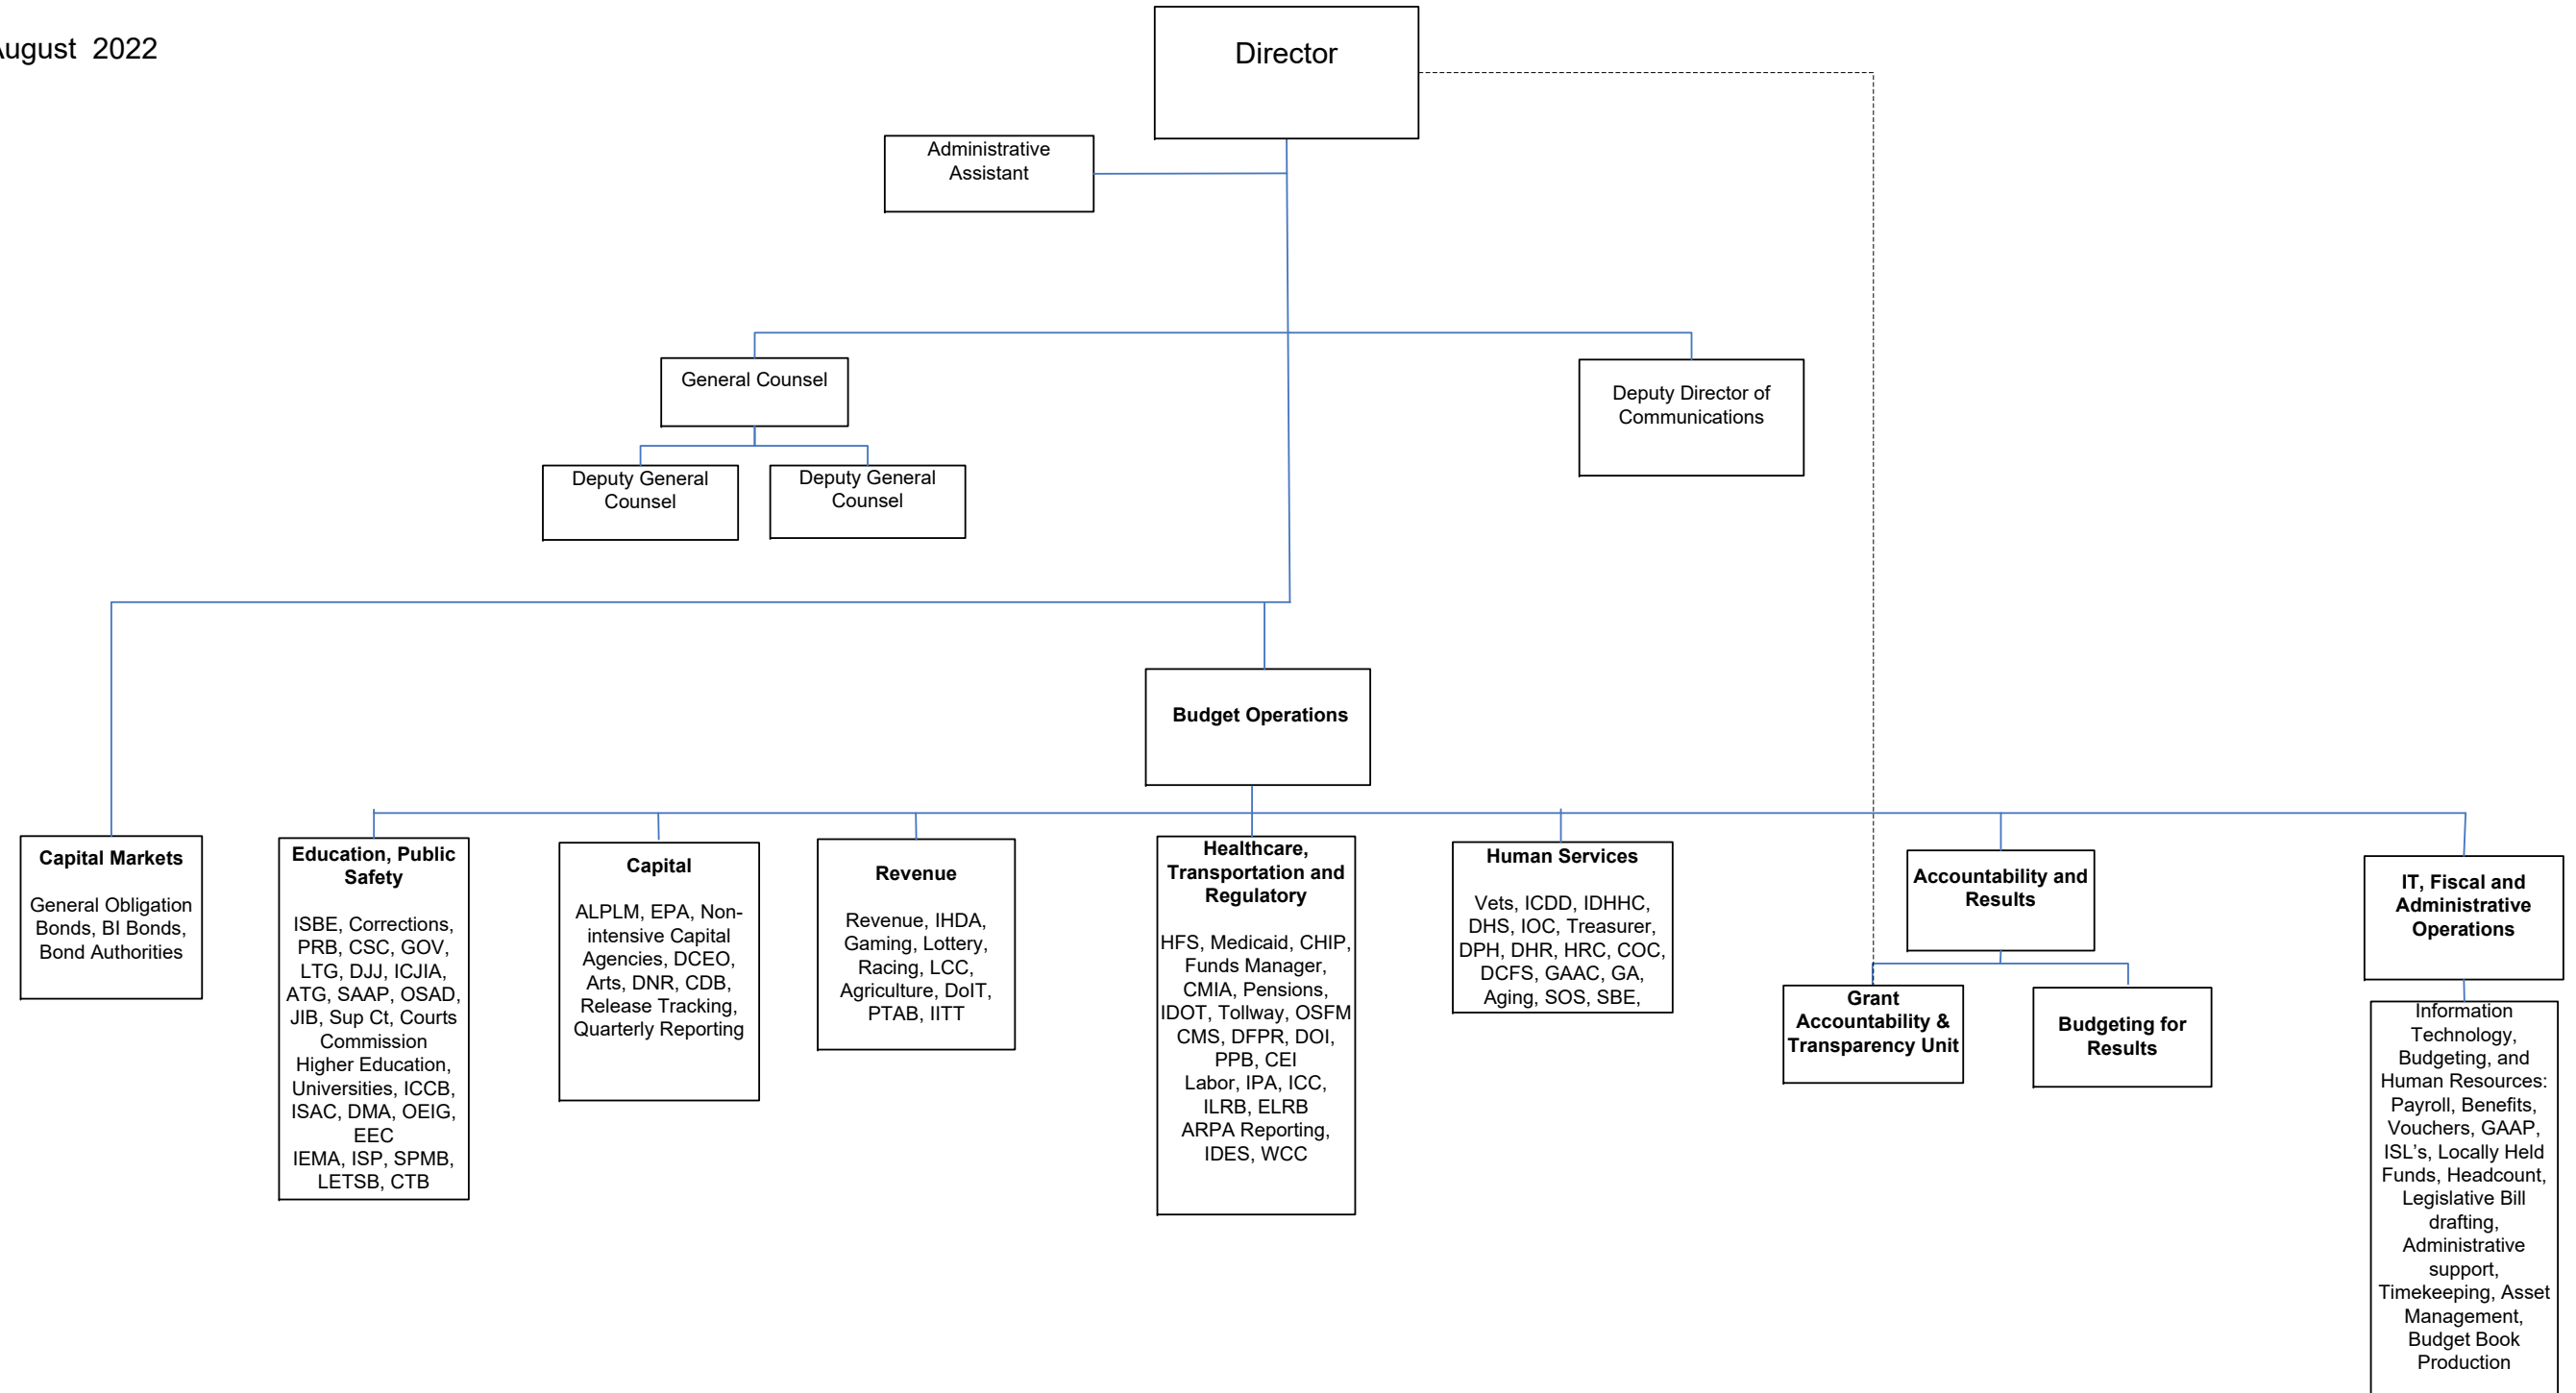 August 2022
Director
Administrative
Assistant
General Counsel
Deputy Director of
Communications
Deputy General
Counsel
Deputy General
Counsel
Budget Operations
Capital Markets
General Obligation
Bonds, BI Bonds,
Bond Authorities
Education, Public
Safety
ISBE, Corrections,
PRB, CSC, GOV,
LTG, DJJ, ICJIA,
ATG, SAAP, OSAD,
JIB, Sup Ct, Courts
Commission
Higher Education,
Universities, ICCB,
ISAC, DMA, OEIG,
EEC
IEMA, ISP, SPMB,
LETSB, CTB
Capital
ALPLM, EPA, Non-
intensive Capital
Agencies, DCEO,
Arts, DNR, CDB,
Release Tracking,
Quarterly Reporting
Revenue
Revenue, IHDA,
Gaming, Lottery,
Racing, LCC,
Agriculture, DoIT,
PTAB, IITT
Healthcare,
Transportation and
Regulatory
HFS, Medicaid, CHIP,
Funds Manager,
CMIA, Pensions,
IDOT, Tollway, OSFM
CMS, DFPR, DOI,
PPB, CEI
Labor, IPA, ICC,
ILRB, ELRB
ARPA Reporting,
IDES, WCC
Human Services
Vets, ICDD, IDHHC,
DHS, IOC, Treasurer,
DPH, DHR, HRC, COC,
DCFS, GAAC, GA,
Aging, SOS, SBE,
Accountability and
Results
Grant
Accountability &
Transparency Unit
Budgeting for
Results
IT, Fiscal and
Administrative
Operations
Information
Technology,
Budgeting, and
Human Resources:
Payroll, Benefits,
Vouchers, GAAP,
ISL's, Locally Held
Funds, Headcount,
Legislative Bill
drafting,
Administrative
support,
Timekeeping, Asset
Management,
Budget Book
Production